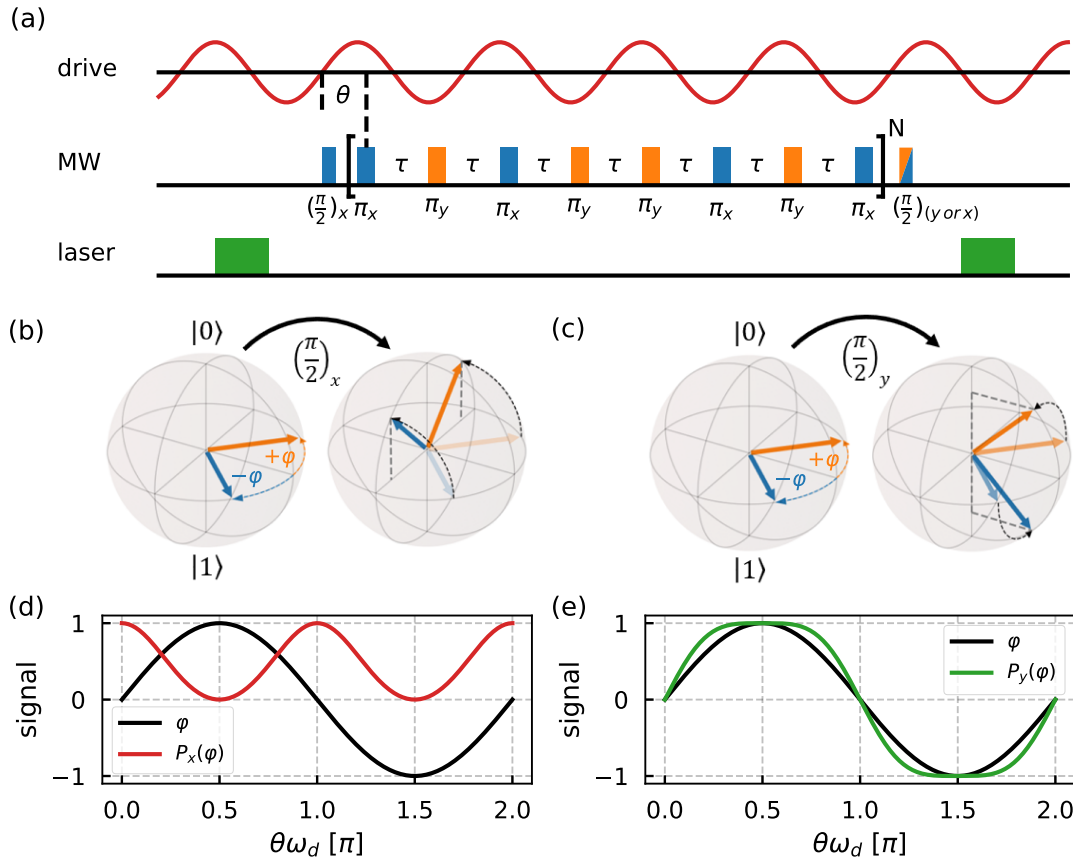 (a)
drive
θ
N
MW
τ τ τ τ τ τ τ
(π/2)x πx πy πx πy πy πx πy πx (π/2)(y or x)
laser
(b)
|0⟩
(π/2)x
+φ
−φ
|1⟩
(c)
|0⟩
(π/2)y
+φ
−φ
|1⟩
(d)
signal
1
0
−1
φ
Px(φ)
0.0 0.5 1.0 1.5 2.0
θωd [π]
(e)
signal
1
0
−1
φ
Py(φ)
0.0 0.5 1.0 1.5 2.0
θωd [π]